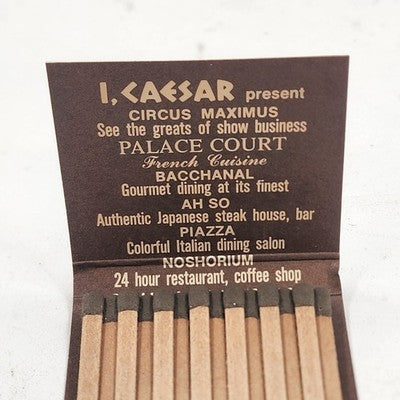 I, CAESAR present
CIRCUS MAXIMUS
See the greats of show business
PALACE COURT
French Cuisine
BACCHANAL
Gourmet dining at its finest
AH SO
Authentic Japanese steak house, bar
PIAZZA
Colorful Italian dining salon
NOSHORIUM
24 hour restaurant, coffee shop